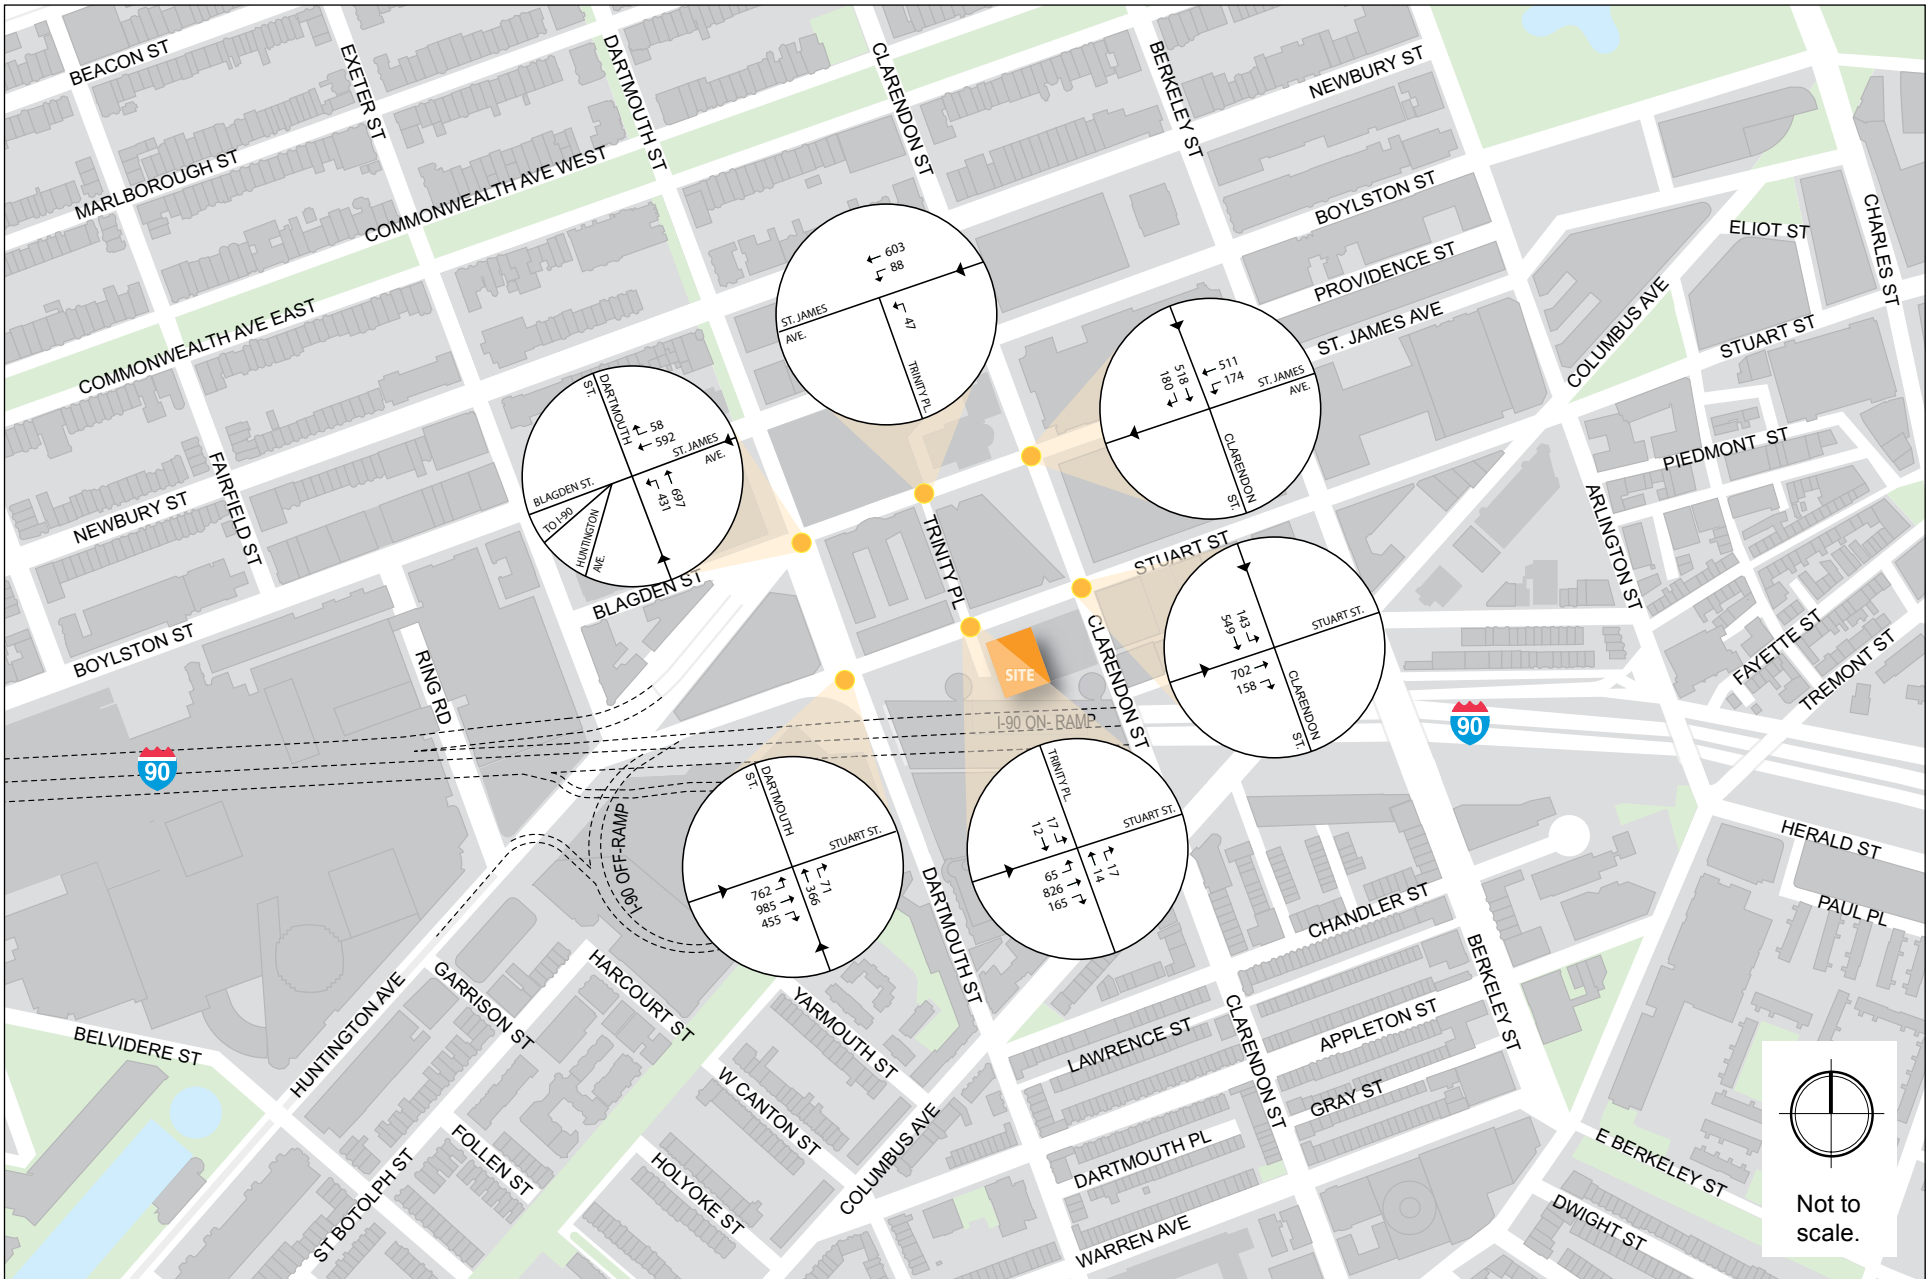 BEACON ST
EXETER ST
DARTMOUTH ST
CLARENDON ST
BERKELEY ST
NEWBURY ST
MARLBOROUGH ST
COMMONWEALTH AVE WEST
BOYLSTON ST
ELIOT ST
CHARLES ST
PROVIDENCE ST
COLUMBUS AVE
ST. JAMES AVE
STUART ST
COMMONWEALTH AVE EAST
603
88
47
ST. JAMES
AVE.
TRINITY PL.
511
174
518
180
ST. JAMES
AVE.
CLARENDON
ST.
DARTMOUTH
ST.
58
592
ST. JAMES
AVE.
697
431
BLAGDEN ST.
TO I-90
HUNTINGTON
AVE.
PIEDMONT ST
FAIRFIELD ST
NEWBURY ST
ARLINGTON ST
TRINITY PL
STUART ST
BLAGDEN ST
BOYLSTON ST
RING RD
CLARENDON ST
SITE
143
549
702
158
STUART ST.
CLARENDON
ST.
FAYETTE ST
TREMONT ST
I-90 ON- RAMP
90
90
DARTMOUTH
ST.
STUART ST.
762
985
455
366
71
TRINITY PL.
STUART ST.
17
12
65
826
165
14
17
I-90 OFF-RAMP
HERALD ST
PAUL PL
DARTMOUTH ST
CHANDLER ST
BERKELEY ST
HUNTINGTON AVE
GARRISON ST
HARCOURT ST
YARMOUTH ST
BELVIDERE ST
LAWRENCE ST
CLARENDON ST
APPLETON ST
GRAY ST
W CANTON ST
COLUMBUS AVE
FOLLEN ST
ST BOTOLPH ST
HOLYOKE ST
DARTMOUTH PL
WARREN AVE
E BERKELEY ST
DWIGHT ST
Not to
scale.